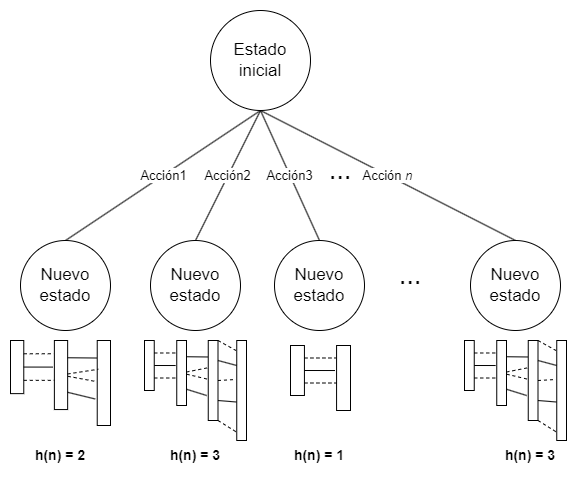 Estado
inicial
Acción1 Acción2 Acción3 ... Acción n
Nuevo
estado
Nuevo
estado
Nuevo
estado
...
Nuevo
estado
h(n) = 2
h(n) = 3
h(n) = 1
h(n) = 3